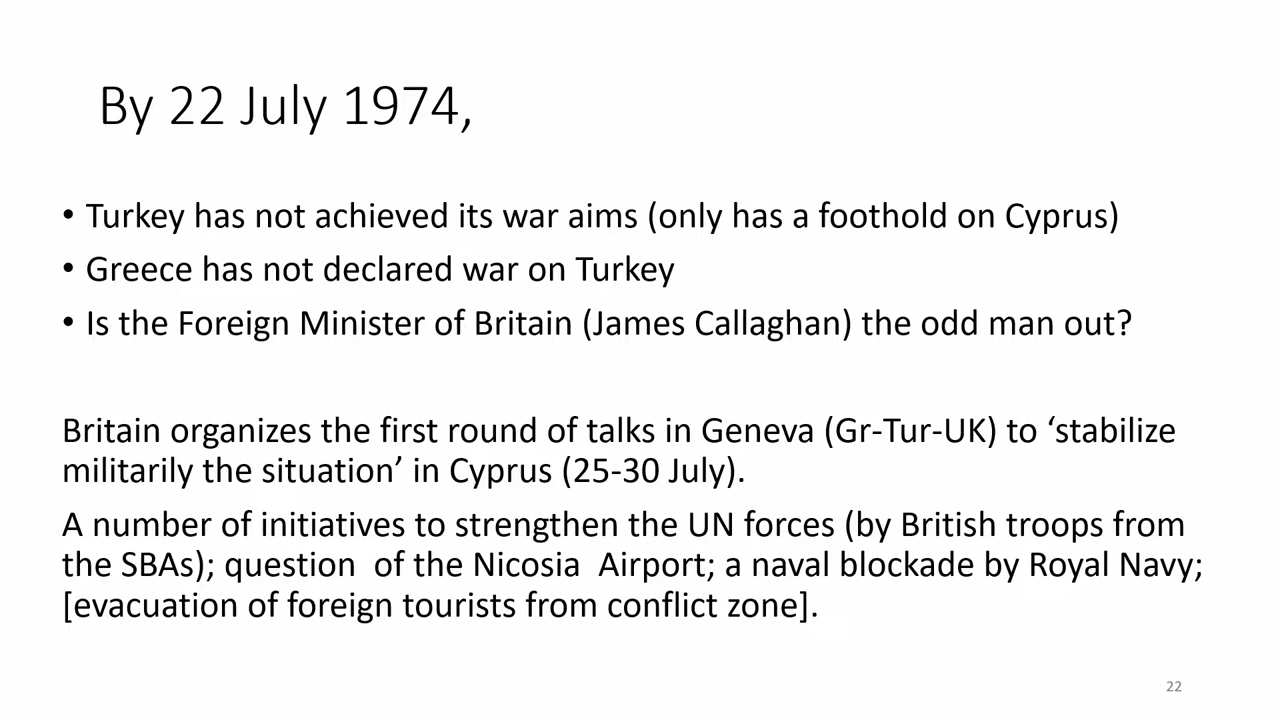 By 22 July 1974,
• Turkey has not achieved its war aims (only has a foothold on Cyprus)
• Greece has not declared war on Turkey
• Is the Foreign Minister of Britain (James Callaghan) the odd man out?
Britain organizes the first round of talks in Geneva (Gr-Tur-UK) to ‘stabilize
militarily the situation’ in Cyprus (25-30 July).
A number of initiatives to strengthen the UN forces (by British troops from
the SBAs); question  of the Nicosia  Airport; a naval blockade by Royal Navy;
[evacuation of foreign tourists from conflict zone].
22